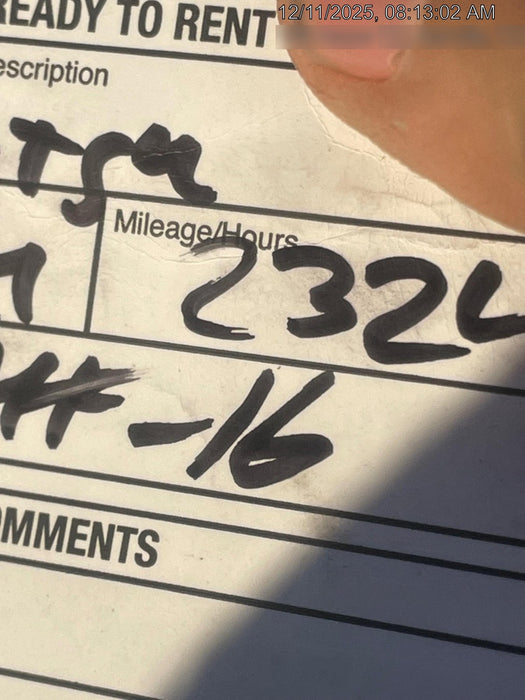 READY TO RENT
12/11/2025, 08:13:02 AM
escription
Mileage/Hours
232
-16
OMMENTS